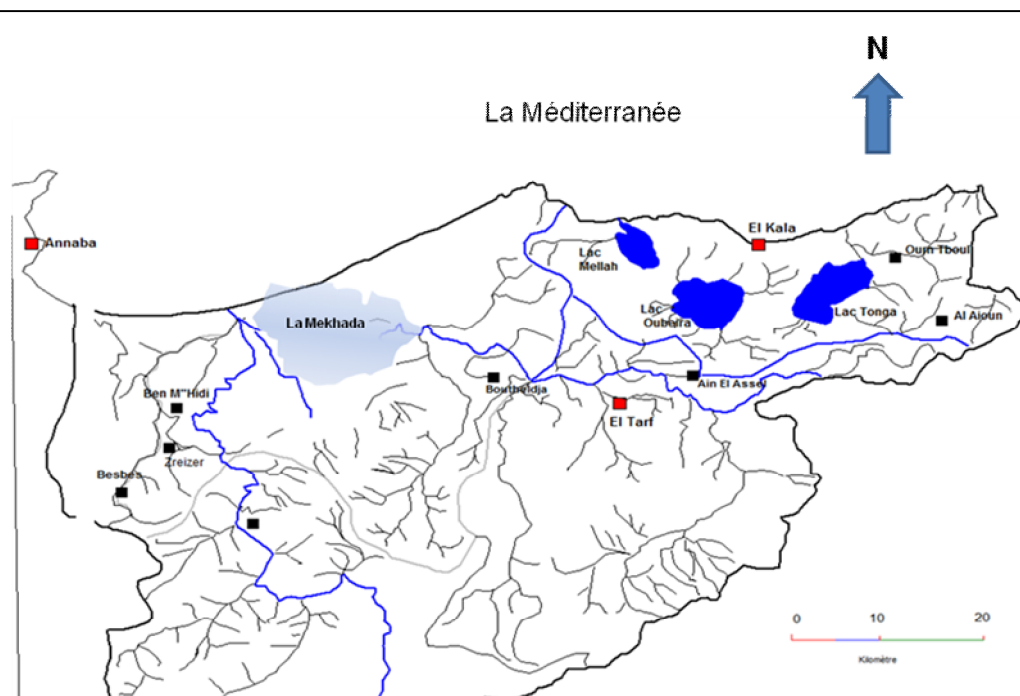 N
La Méditerranée
Annaba
El Kala
Oum Tboul
Lac
Mellah
Lac
Oubeira
Lac Tonga
Al Aioun
La Mekhada
Ben M"Hidi
Boutheldja
Ain El Assel
El Tarf
Zreizer
Besbes
0 10 20
Kilomètre